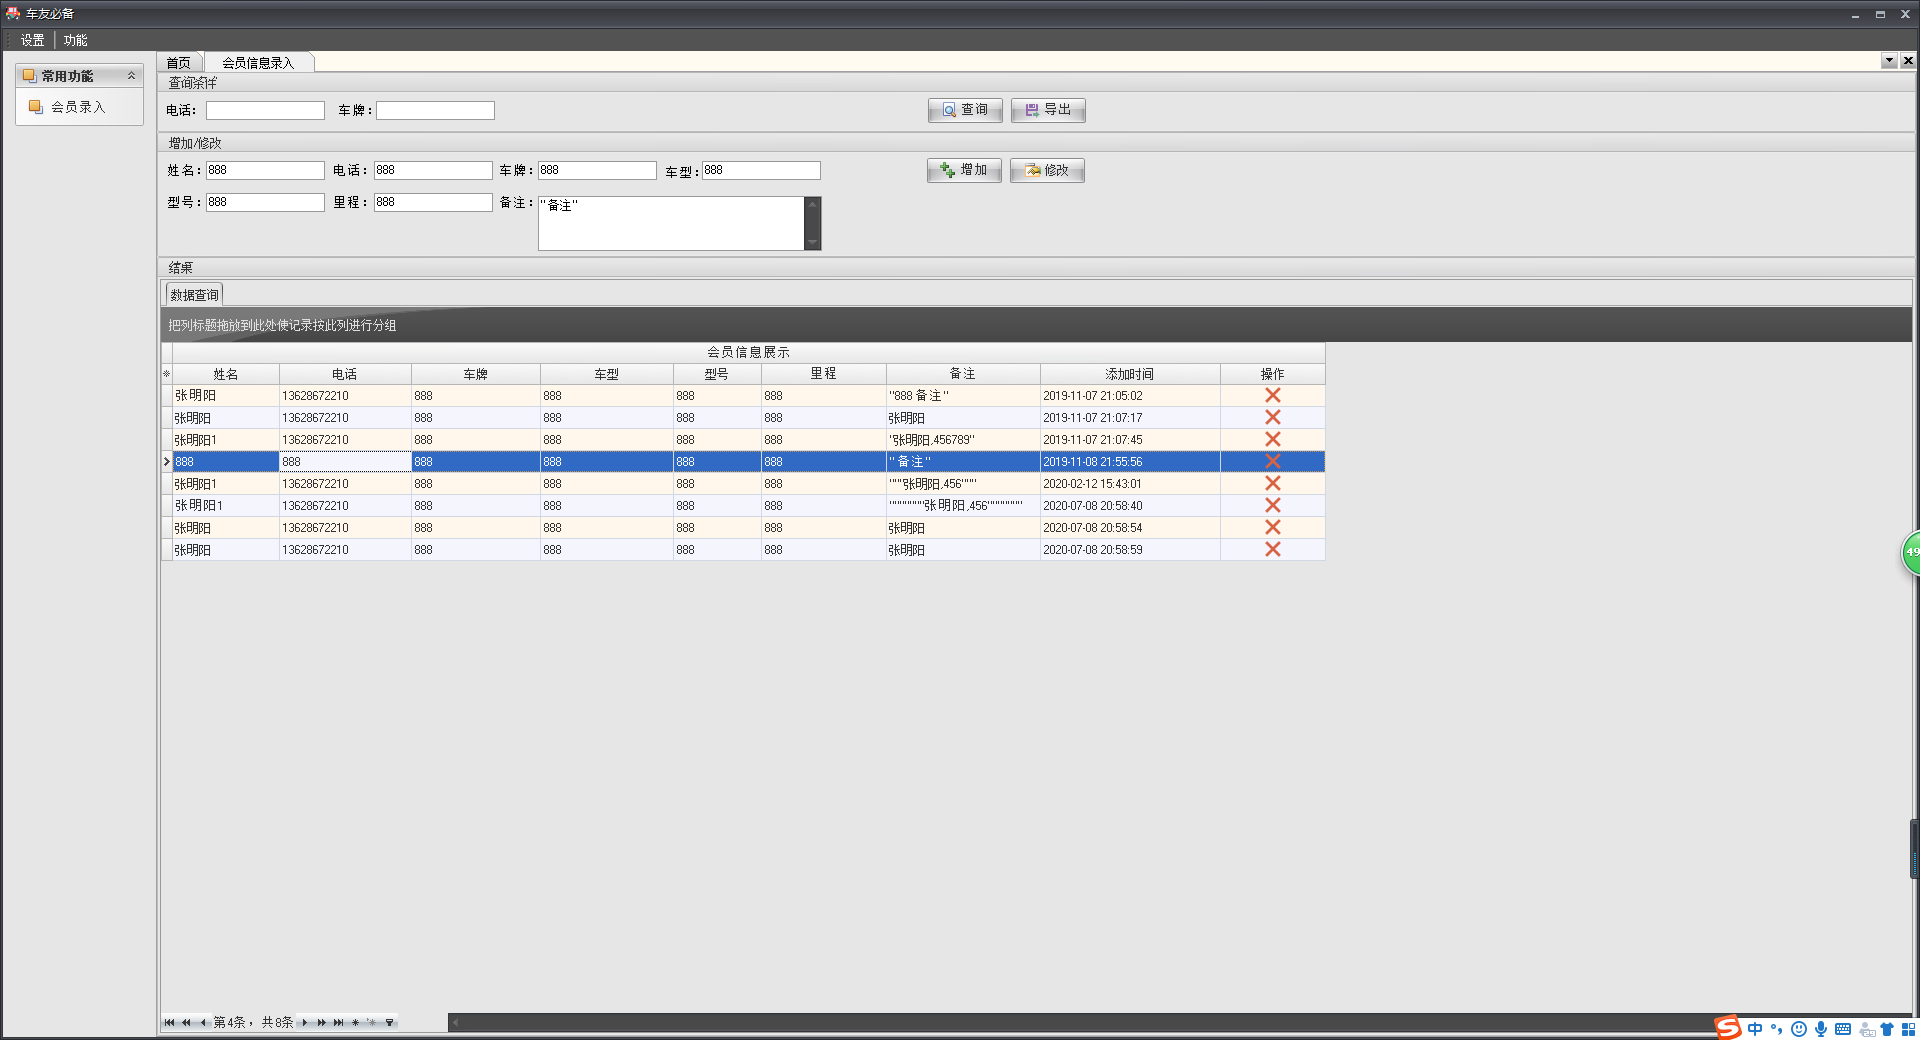 车友必备
设置 功能
常用功能
会员录入
首页 会员信息录入
查询条件
电话: 车牌: 查询 导出
增加/修改
姓名: 888 电话: 888 车牌: 888 车型: 888 增加 修改
型号: 888 里程: 888 备注: "备注"
结果
数据查询
把列标题拖放到此处使记录按此列进行分组
会员信息展示
姓名 电话 车牌 车型 型号 里程 备注 添加时间 操作
张明阳 13628672210 888 888 888 888 "888 备注" 2019-11-07 21:05:02
张明阳 13628672210 888 888 888 888 张明阳 2019-11-07 21:07:17
张明阳1 13628672210 888 888 888 888 '张明阳,456789'' 2019-11-07 21:07:45
888 888 888 888 888 888 "备注" 2019-11-08 21:55:56
张明阳1 13628672210 888 888 888 888 '""张明阳,456'""' 2020-02-12 15:43:01
张明阳1 13628672210 888 888 888 888 '""""""张明阳,456'""""""' 2020-07-08 20:58:40
张明阳 13628672210 888 888 888 888 张明阳 2020-07-08 20:58:54
张明阳 13628672210 888 888 888 888 张明阳 2020-07-08 20:58:59
49
第4条，共8条
S 中